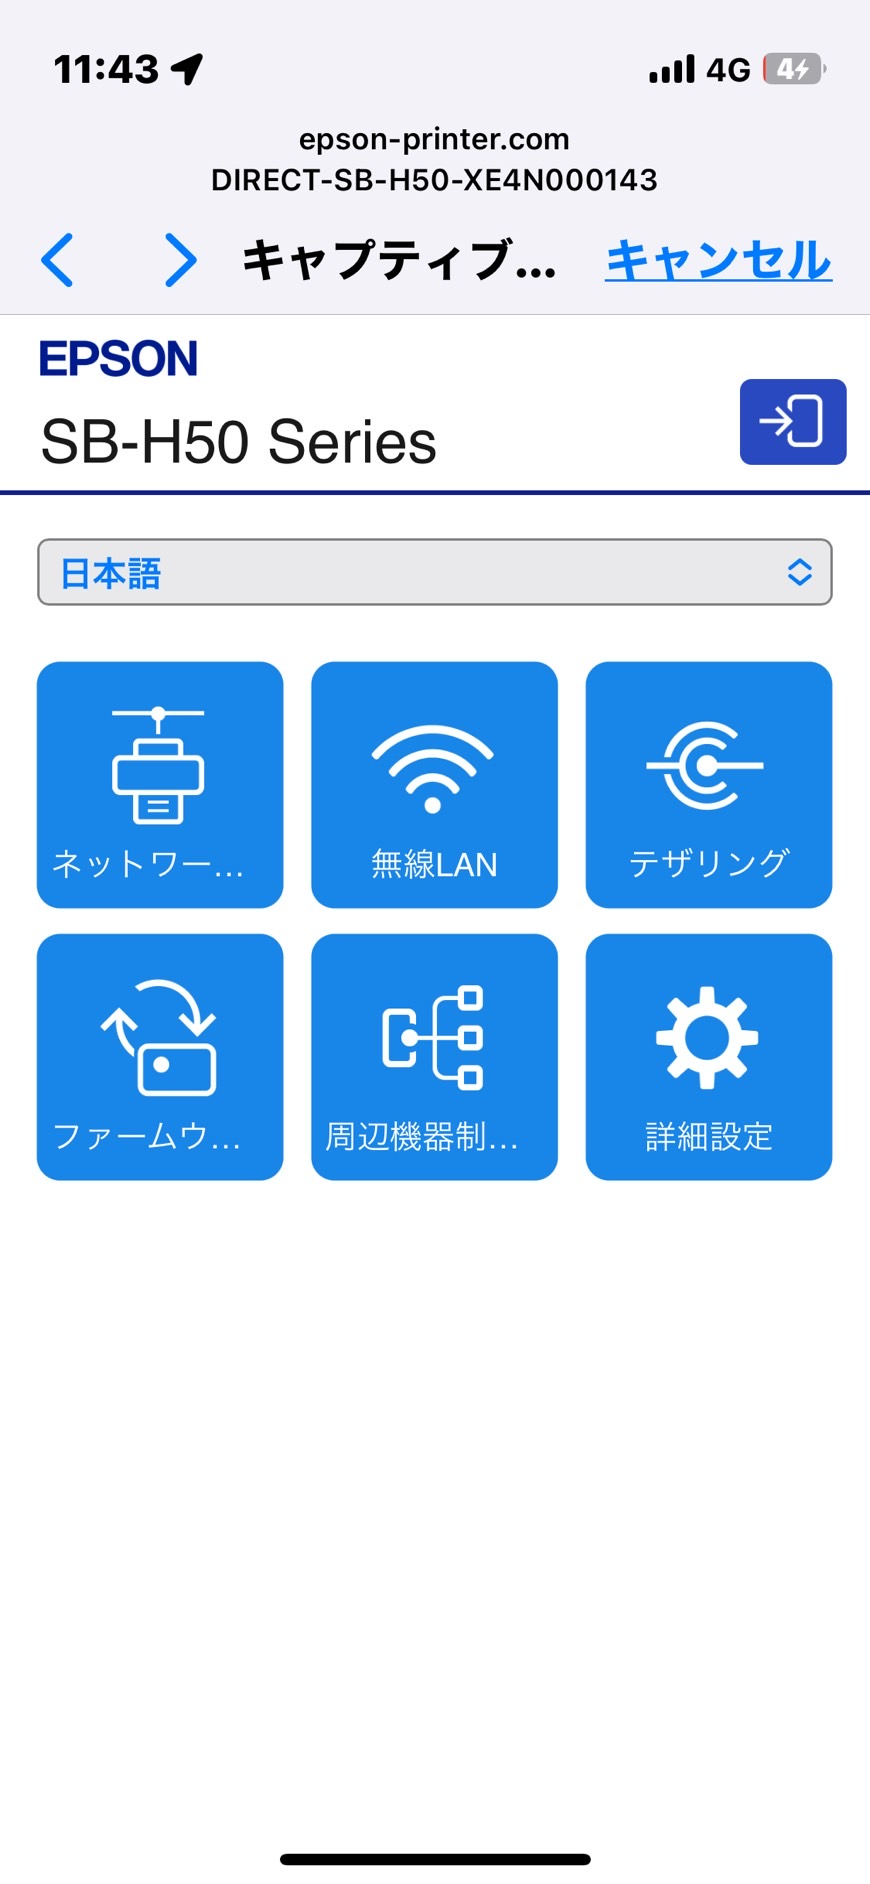 11:43 4G 4
epson-printer.com
DIRECT-SB-H50-XE4N000143
キャプティブ... キャンセル
EPSON
SB-H50 Series
日本語
ネットワー... 無線LAN テザリング
ファームウ... 周辺機器制... 詳細設定